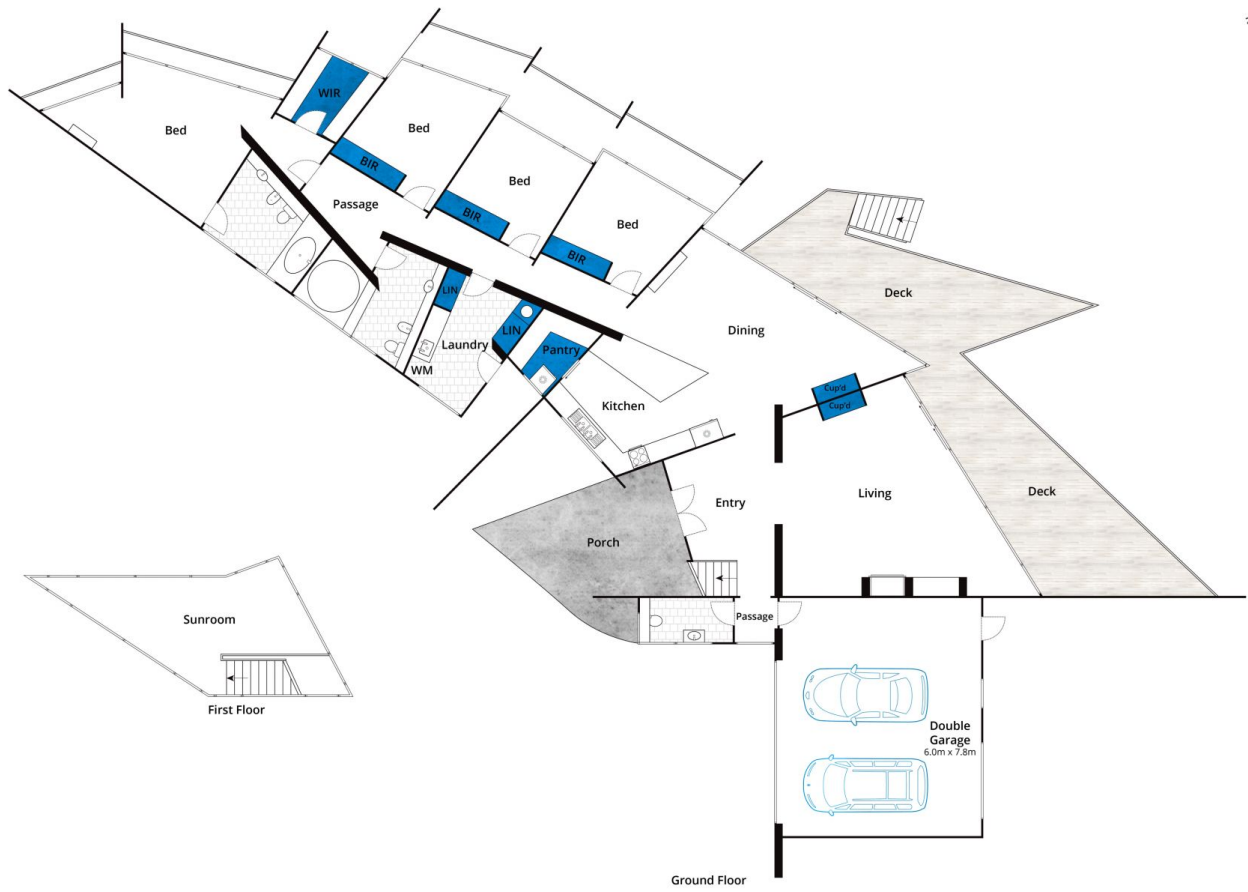 WIR
Bed
Bed
BIR
Bed
Passage
BIR
Bed
BIR
LIN
LIN
Laundry
WM
Pantry
Dining
Deck
Kitchen
Cup'd
Cup'd
Entry
Living
Deck
Porch
Passage
Sunroom
First Floor
Double
Garage
6.0m x 7.8m
Ground Floor